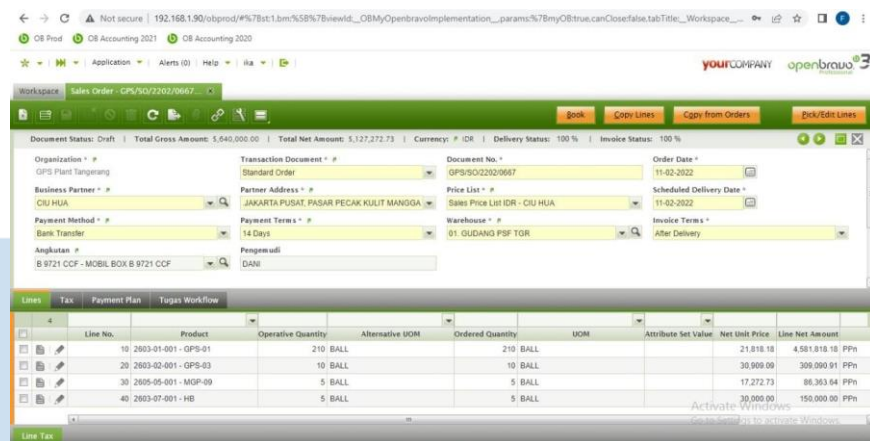 Not secure | 192.168.1.90/obprod/#%7Bst:1.bm:%5B%7BviewId:_OBMyOpenbravoImplementation_,params:%7BmyOB:true,canClose:false,tabTitle:_Workspace_...
OB Prod OB Accounting 2021 OB Accounting 2020
Application Alerts (0) | Help ika
yourCOMPANY openbravo 3
Professional
Workspace Sales Order - GPS/SO/2202/0667...
Book Copy Lines Copy from Orders Pick/Edit Lines
Document Status: Draft | Total Gross Amount: 5,640,000.00 | Total Net Amount: 5,127,272.73 | Currency: IDR | Delivery Status: 100 % | Invoice Status: 100 %
Organization * Transaction Document * Document No. * Order Date *
GPS Plant Tangerang Standard Order GPS/SO/2202/0667 11-02-2022
Business Partner * Partner Address * Price List * Scheduled Delivery Date *
CIU HUA JAKARTA PUSAT, PASAR PECAK KULIT MANGGA Sales Price List IDR - CIU HUA 11-02-2022
Payment Method * Payment Terms * Warehouse * Invoice Terms *
Bank Transfer 14 Days 01. GUDANG PSF TGR After Delivery
Angkutan Pengemudi
B 9721 CCF - MOBIL BOX B 9721 CCF DANI
Lines Tax Payment Plan Tugas Workflow
4
Line No. Product Operative Quantity Alternative UOM Ordered Quantity UOM Attribute Set Value Net Unit Price Line Net Amount
10 2603-01-001 - GPS-01 210 BALL 210 BALL 21,818.18 4,581,818.18 PPn
20 2603-02-001 - GPS-03 10 BALL 10 BALL 30,909.09 309,090.91 PPn
30 2605-05-001 - MGP-09 5 BALL 5 BALL 17,272.73 86,363.64 PPn
40 2603-07-001 - HB 5 BALL 5 BALL 30,000.00 150,000.00 PPn
Activate Windows
Go to Settings to activate Windows.
Line Tax